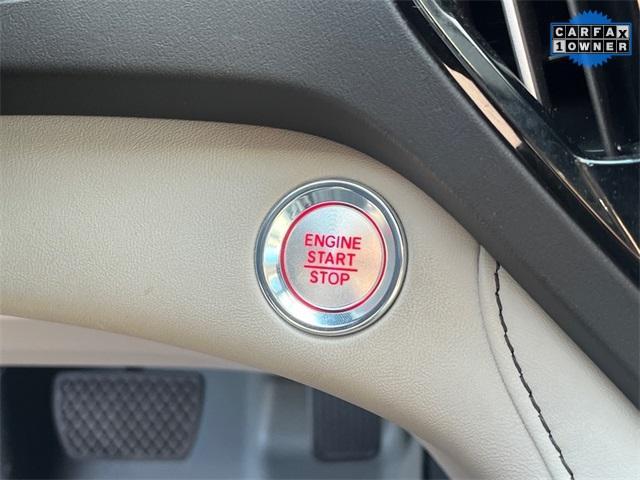 CARFAX
1 OWNER
ENGINE
START
STOP